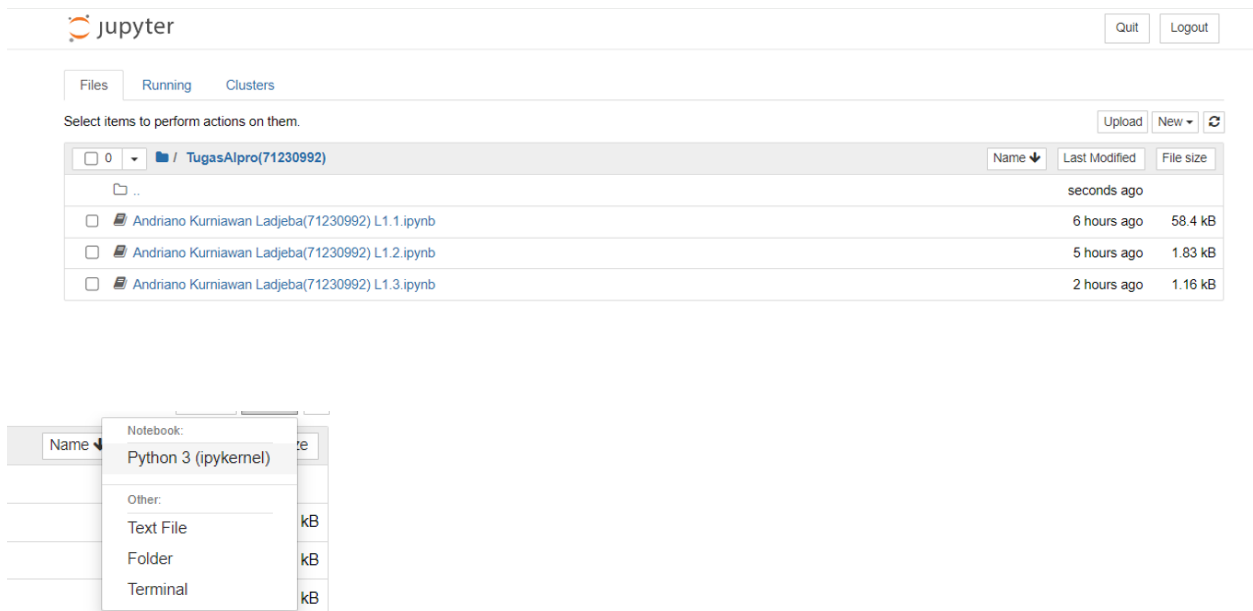 jupyter
Quit Logout
Files Running Clusters
Select items to perform actions on them.
Upload New
0 / TugasAlpro(71230992) Name Last Modified File size
.. seconds ago
Andriano Kurniawan Ladjeba(71230992) L1.1.ipynb 6 hours ago 58.4 kB
Andriano Kurniawan Ladjeba(71230992) L1.2.ipynb 5 hours ago 1.83 kB
Andriano Kurniawan Ladjeba(71230992) L1.3.ipynb 2 hours ago 1.16 kB
Notebook:
Name ze
Python 3 (ipykernel)
Other:
Text File kB
Folder kB
Terminal kB